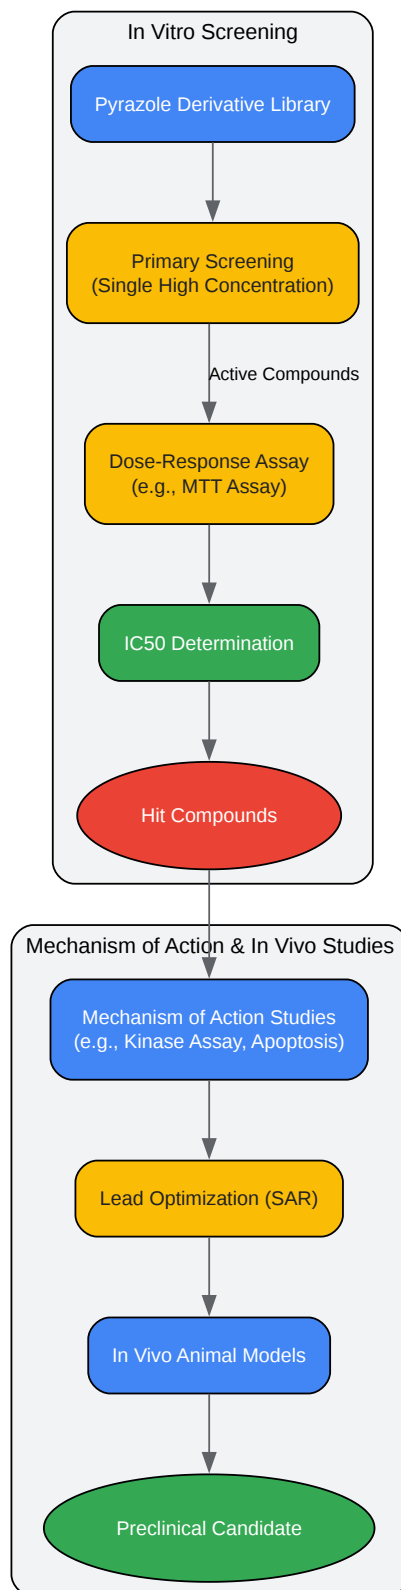 In Vitro Screening
Pyrazole Derivative Library
Primary Screening
(Single High Concentration)
Active Compounds
Dose-Response Assay
(e.g., MTT Assay)
IC50 Determination
Hit Compounds
Mechanism of Action & In Vivo Studies
Mechanism of Action Studies
(e.g., Kinase Assay, Apoptosis)
Lead Optimization (SAR)
In Vivo Animal Models
Preclinical Candidate